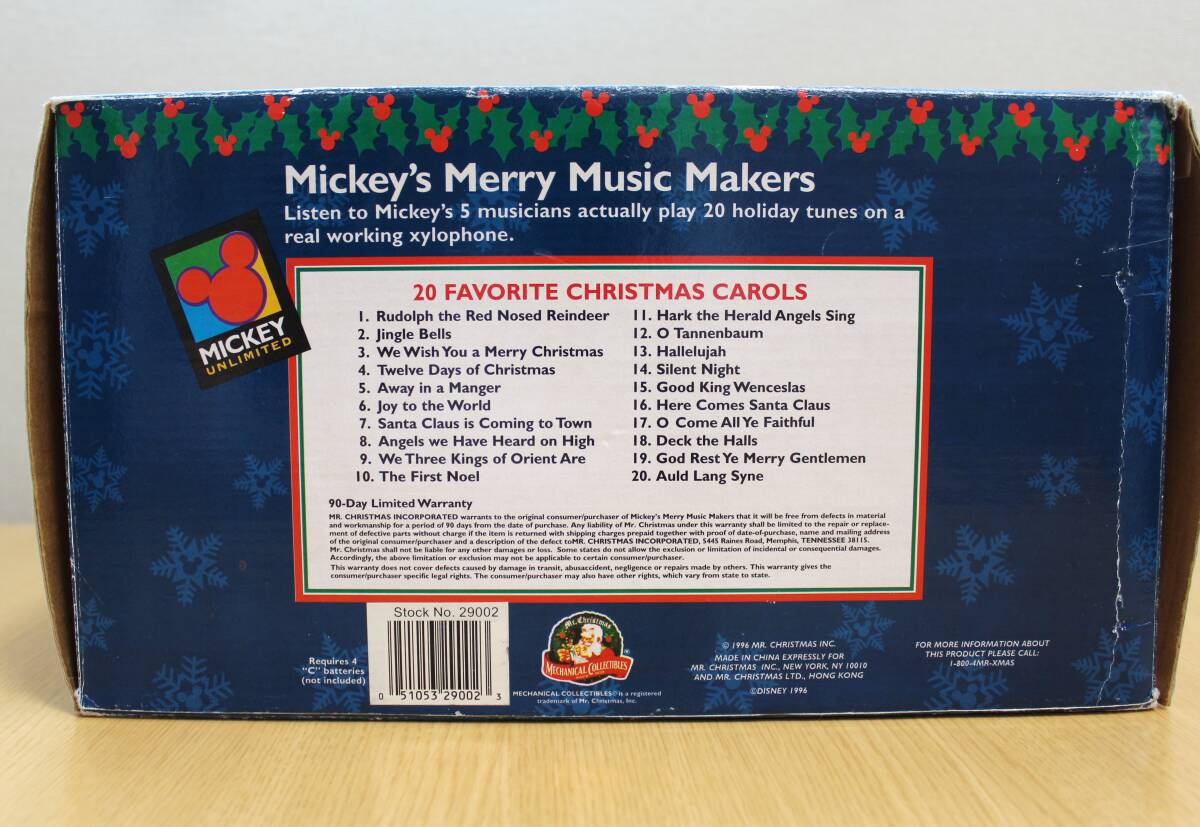 Mickey's Merry Music Makers
Listen to Mickey's 5 musicians actually play 20 holiday tunes on a
real working xylophone.
MICKEY
UNLIMITED
20 FAVORITE CHRISTMAS CAROLS
1. Rudolph the Red Nosed Reindeer
2. Jingle Bells
3. We Wish You a Merry Christmas
4. Twelve Days of Christmas
5. Away in a Manger
6. Joy to the World
7. Santa Claus is Coming to Town
8. Angels we Have Heard on High
9. We Three Kings of Orient Are
10. The First Noel
11. Hark the Herald Angels Sing
12. O Tannenbaum
13. Hallelujah
14. Silent Night
15. Good King Wenceslas
16. Here Comes Santa Claus
17. O Come All Ye Faithful
18. Deck the Halls
19. God Rest Ye Merry Gentlemen
20. Auld Lang Syne
90-Day Limited Warranty
MR. CHRISTMAS INCORPORATED warrants to the original consumer/purchaser of Mickey's Merry Music Makers that it will be free from defects in material
and workmanship for a period of 90 days from the date of purchase. Any liability of Mr. Christmas under this warranty shall be limited to the repair or replace-
ment of defective parts without charge if the item is returned with shipping charges prepaid together with proof of date-of-purchase, name and mailing address
of the original consumer/purchaser and a description of the defect toMR. CHRISTMAS INCORPORATED, 5445 Raines Road, Memphis, TENNESSEE 38115.
Mr. Christmas shall not be liable for any other damages or loss. Some states do not allow the exclusion or limitation of incidental or consequential damages.
Accordingly, the above limitation or exclusion may not be applicable to certain consumer/purchaser.
This warranty does not cover defects caused by damage in transit, abusaccident, negligence or repairs made by others. This warranty gives the
consumer/purchaser specific legal rights. The consumer/purchaser may also have other rights, which vary from state to state.
Requires 4
"C" batteries
(not included)
Stock No. 29002
0 51053 29002 3
Mr. Christmas
MECHANICAL COLLECTIBLES
MECHANICAL COLLECTIBLES® is a registered
trademark of Mr. Christmas, Inc.
© 1996 MR. CHRISTMAS INC.
MADE IN CHINA EXPRESSLY FOR
MR. CHRISTMAS INC., NEW YORK, NY 10010
AND MR. CHRISTMAS LTD., HONG KONG
©DISNEY 1996
FOR MORE INFORMATION ABOUT
THIS PRODUCT PLEASE CALL:
1-800-4MR-XMAS